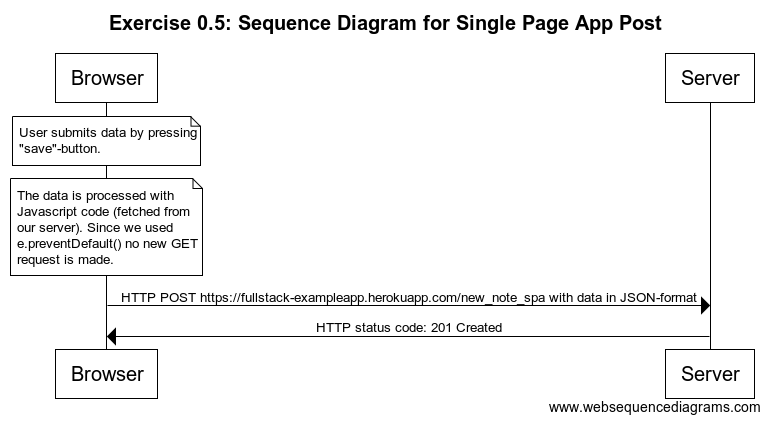 Exercise 0.5: Sequence Diagram for Single Page App Post
Browser
Server
User submits data by pressing
"save"-button.
The data is processed with
Javascript code (fetched from
our server). Since we used
e.preventDefault() no new GET
request is made.
HTTP POST https://fullstack-exampleapp.herokuapp.com/new_note_spa with data in JSON-format
HTTP status code: 201 Created
Browser
Server
www.websequencediagrams.com